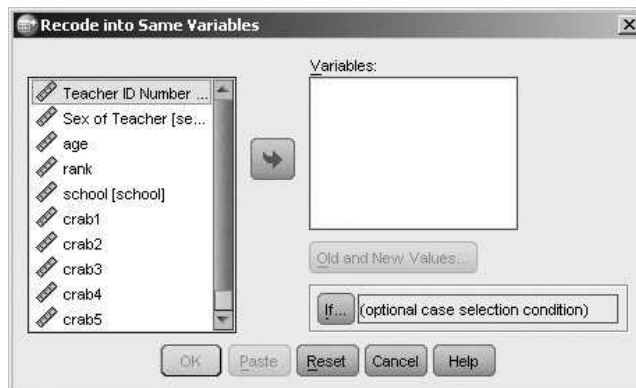 Recode into Same Variables
Variables:
Teacher ID Number ...
Sex of Teacher [se...
age
rank
school [school]
crab1
crab2
crab3
crab4
crab5
Old and New Values...
If... (optional case selection condition)
OK Paste Reset Cancel Help